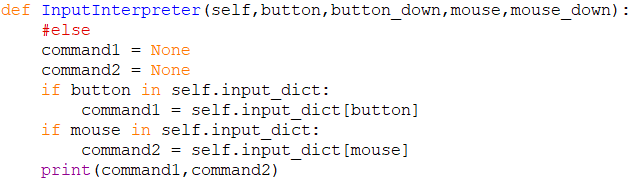 def InputInterpreter(self,button,button_down,mouse,mouse_down):
    #else
    command1 = None
    command2 = None
    if button in self.input_dict:
        command1 = self.input_dict[button]
    if mouse in self.input_dict:
        command2 = self.input_dict[mouse]
    print(command1,command2)